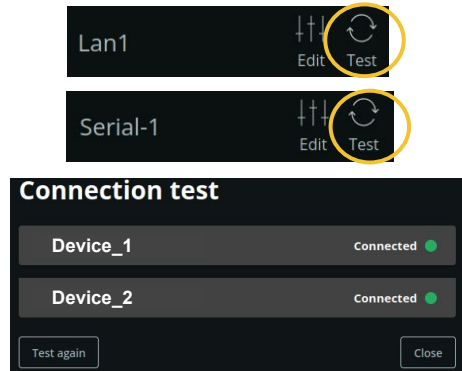 Lan1
Edit Test
Serial-1
Edit Test
Connection test
Device_1 Connected
Device_2 Connected
Test again Close